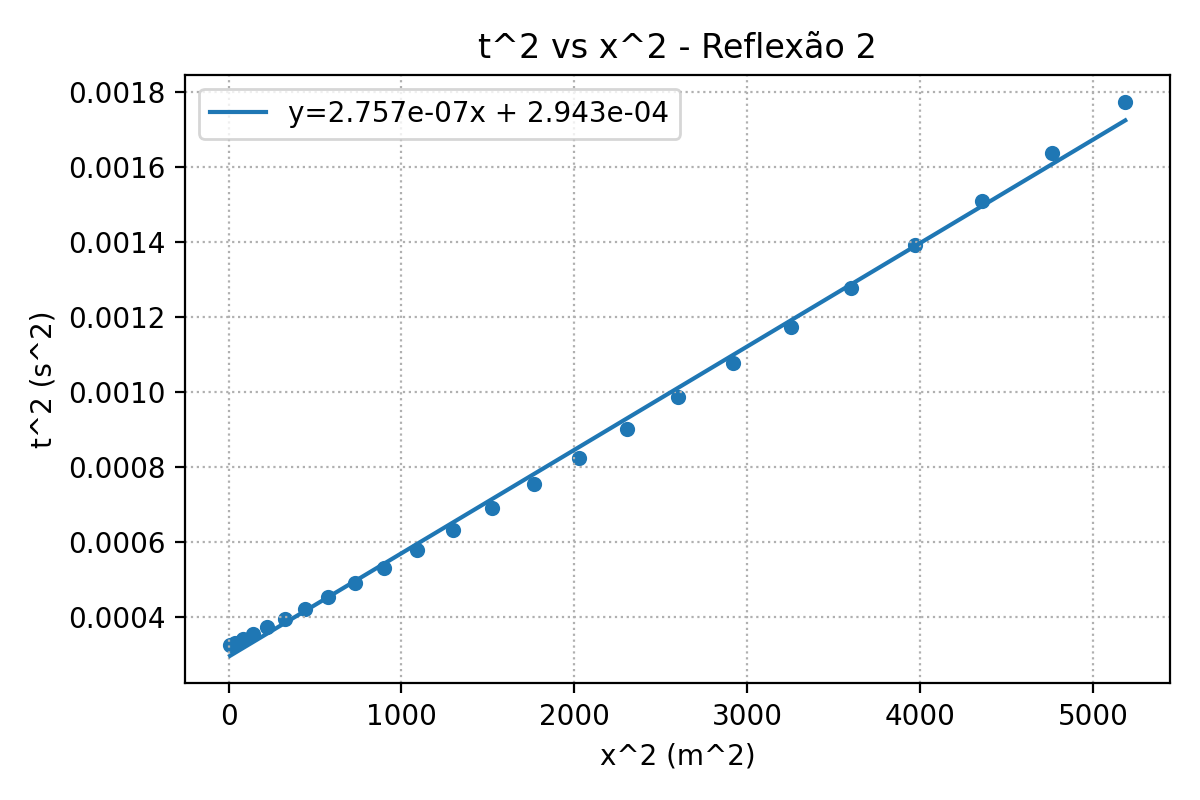 t^2 vs x^2 - Reflexão 2
y=2.757e-07x + 2.943e-04
t^2 (s^2)
0.0018
0.0016
0.0014
0.0012
0.0010
0.0008
0.0006
0.0004
0 1000 2000 3000 4000 5000
x^2 (m^2)